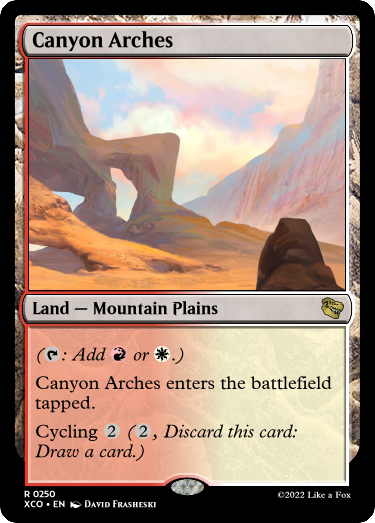 Canyon Arches
Land — Mountain Plains
(: Add or .)
Canyon Arches enters the battlefield
tapped.
Cycling 2 (2, Discard this card:
Draw a card.)
R 0250
XCO • EN David Frasheski
©2022 Like a Fox